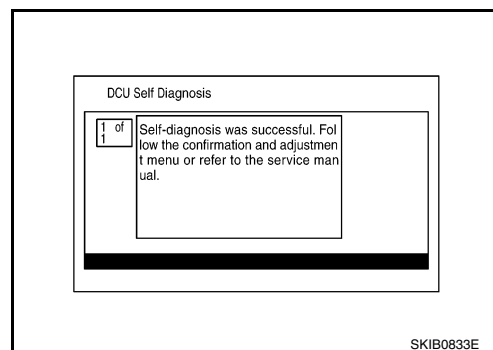 DCU Self Diagnosis
1 of
1
Self-diagnosis was successful. Fol
low the confirmation and adjustmen
t menu or refer to the service man
ual.
SKIB0833E